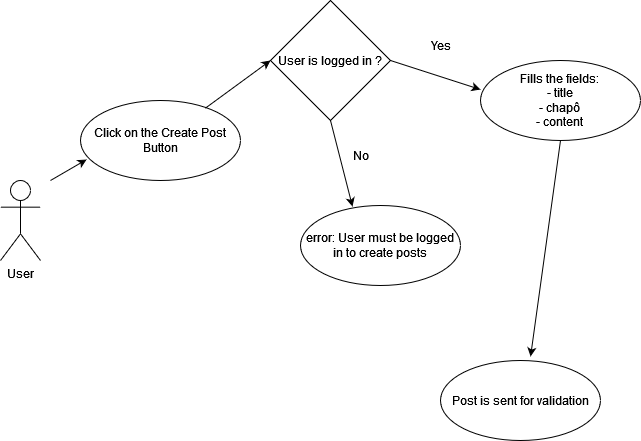 User is logged in ?
Yes
Fills the fields:
- title
- chapô
- content
Click on the Create Post
Button
No
error: User must be logged
in to create posts
User
Post is sent for validation